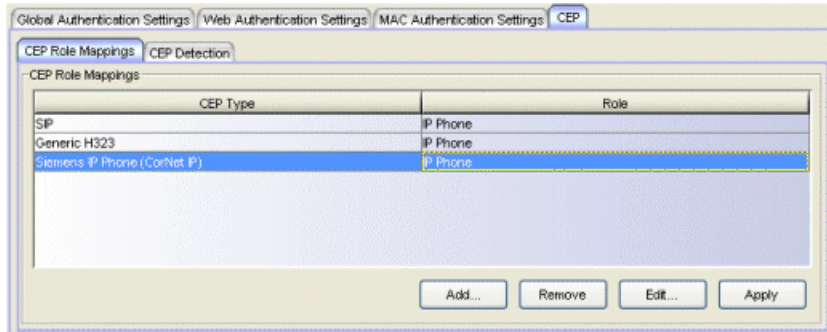 Global Authentication Settings Web Authentication Settings MAC Authentication Settings CEP
CEP Role Mappings CEP Detection
CEP Role Mappings
CEP Type Role
SIP IP Phone
Generic H323 IP Phone
Siemens IP Phone (CorNet IP) IP Phone
Add... Remove Edit... Apply